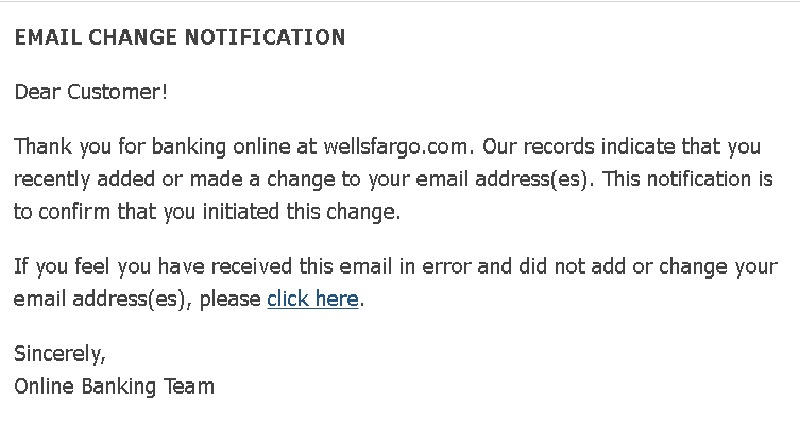 EMAIL CHANGE NOTIFICATION
Dear Customer!
Thank you for banking online at wellsfargo.com. Our records indicate that you
recently added or made a change to your email address(es). This notification is
to confirm that you initiated this change.
If you feel you have received this email in error and did not add or change your
email address(es), please click here.
Sincerely,
Online Banking Team